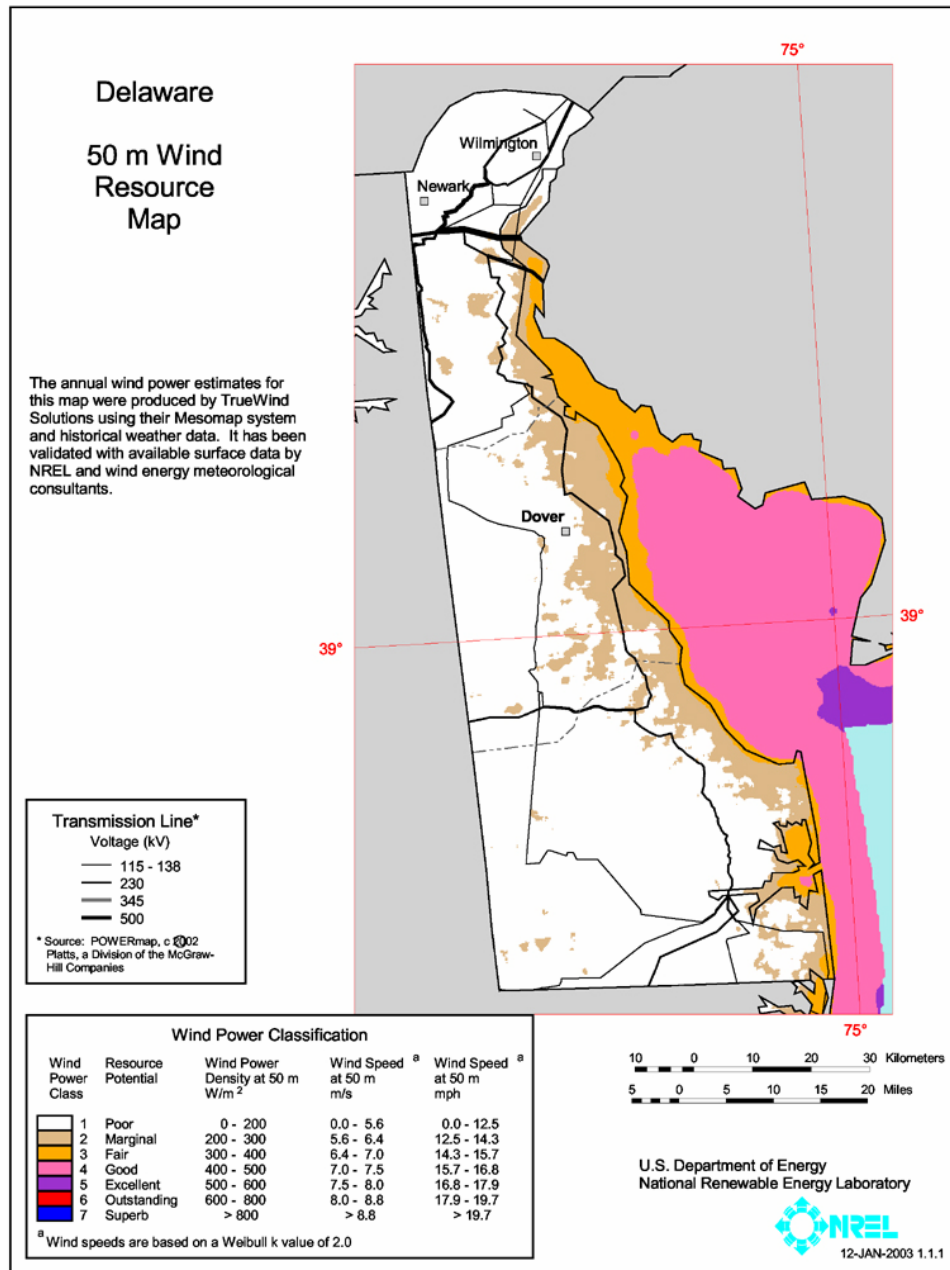 Delaware
50 m Wind
Resource
Map
The annual wind power estimates for
this map were produced by TrueWind
Solutions using their Mesomap system
and historical weather data. It has been
validated with available surface data by
NREL and wind energy meteorological
consultants.
75°
Wilmington
Newark
Dover
39°
39°
75°
Transmission Line*
Voltage (kV)
115 - 138
230
345
500
* Source: POWERmap, c 2002
Platts, a Division of the McGraw-
Hill Companies
Wind Power Classification
Wind Resource Wind Power Wind Speed a Wind Speed a
Power Potential Density at 50 m at 50 m at 50 m
Class W/m 2 m/s mph
1 Poor 0 - 200 0.0 - 5.6 0.0 - 12.5
2 Marginal 200 - 300 5.6 - 6.4 12.5 - 14.3
3 Fair 300 - 400 6.4 - 7.0 14.3 - 15.7
4 Good 400 - 500 7.0 - 7.5 15.7 - 16.8
5 Excellent 500 - 600 7.5 - 8.0 16.8 - 17.9
6 Outstanding 600 - 800 8.0 - 8.8 17.9 - 19.7
7 Superb > 800 > 8.8 > 19.7
a Wind speeds are based on a Weibull k value of 2.0
10 0 10 20 30 Kilometers
5 0 5 10 15 20 Miles
U.S. Department of Energy
National Renewable Energy Laboratory
NREL
12-JAN-2003 1.1.1